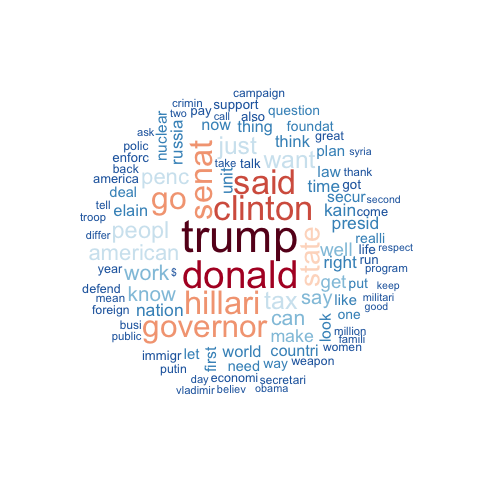 campaign
crimin two pay support
call also question
nuclear russia now thing foundat
ask senat just think great
polic enforc take talk want plan syria
back penc unit law thank
america said time got
deal go secur second
tell elain clinton kain come
troop peopl trump presid
differ state realli
american well life respect
year work $ donald right run program
defend know get put keep
mean hillari tax say like militari
foreign nation good
busi governor can look one million
public make famili
immigr let first world countri women
putin need way weapon
day economi secretari
vladimir believ obama